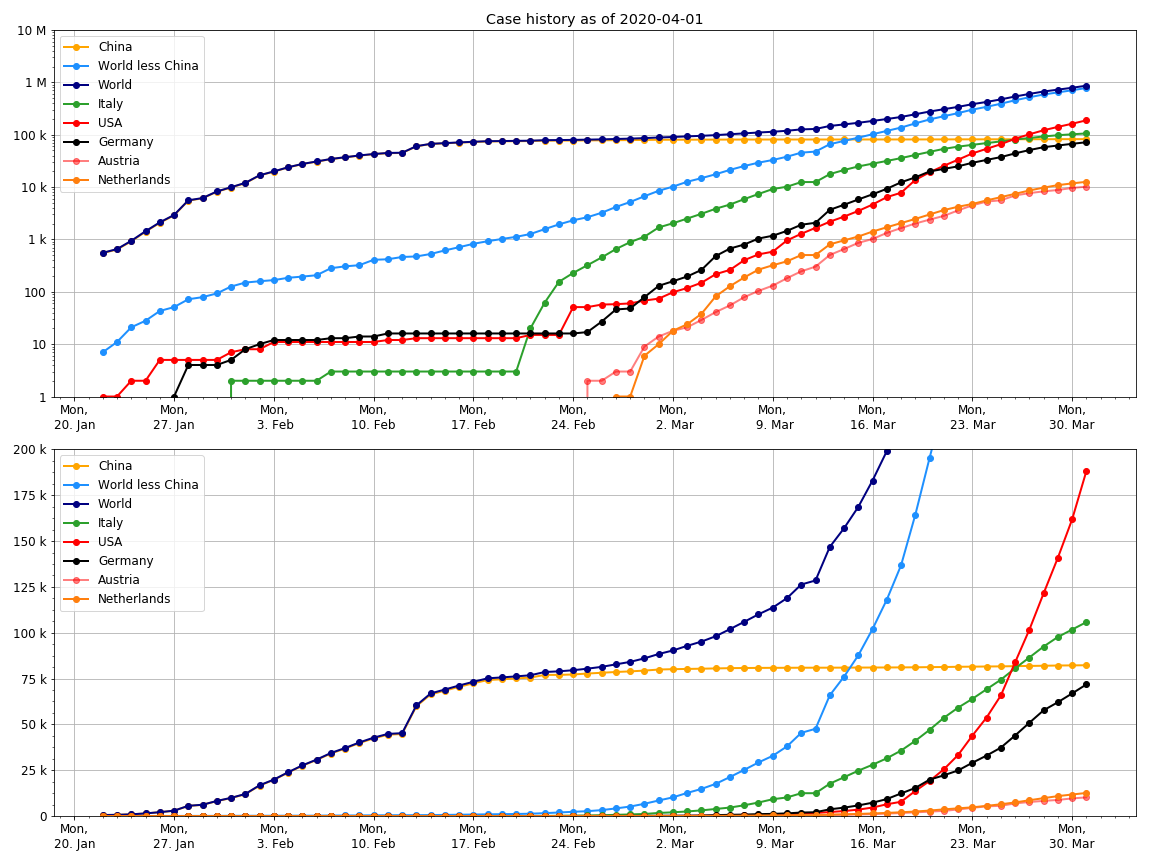 Case history as of 2020-04-01
10 M
1 M
100 k
10 k
1 k
100
10
1
China
World less China
World
Italy
USA
Germany
Austria
Netherlands
Mon,
20. Jan
Mon,
27. Jan
Mon,
3. Feb
Mon,
10. Feb
Mon,
17. Feb
Mon,
24. Feb
Mon,
2. Mar
Mon,
9. Mar
Mon,
16. Mar
Mon,
23. Mar
Mon,
30. Mar
200 k
175 k
150 k
125 k
100 k
75 k
50 k
25 k
0
China
World less China
World
Italy
USA
Germany
Austria
Netherlands
Mon,
20. Jan
Mon,
27. Jan
Mon,
3. Feb
Mon,
10. Feb
Mon,
17. Feb
Mon,
24. Feb
Mon,
2. Mar
Mon,
9. Mar
Mon,
16. Mar
Mon,
23. Mar
Mon,
30. Mar